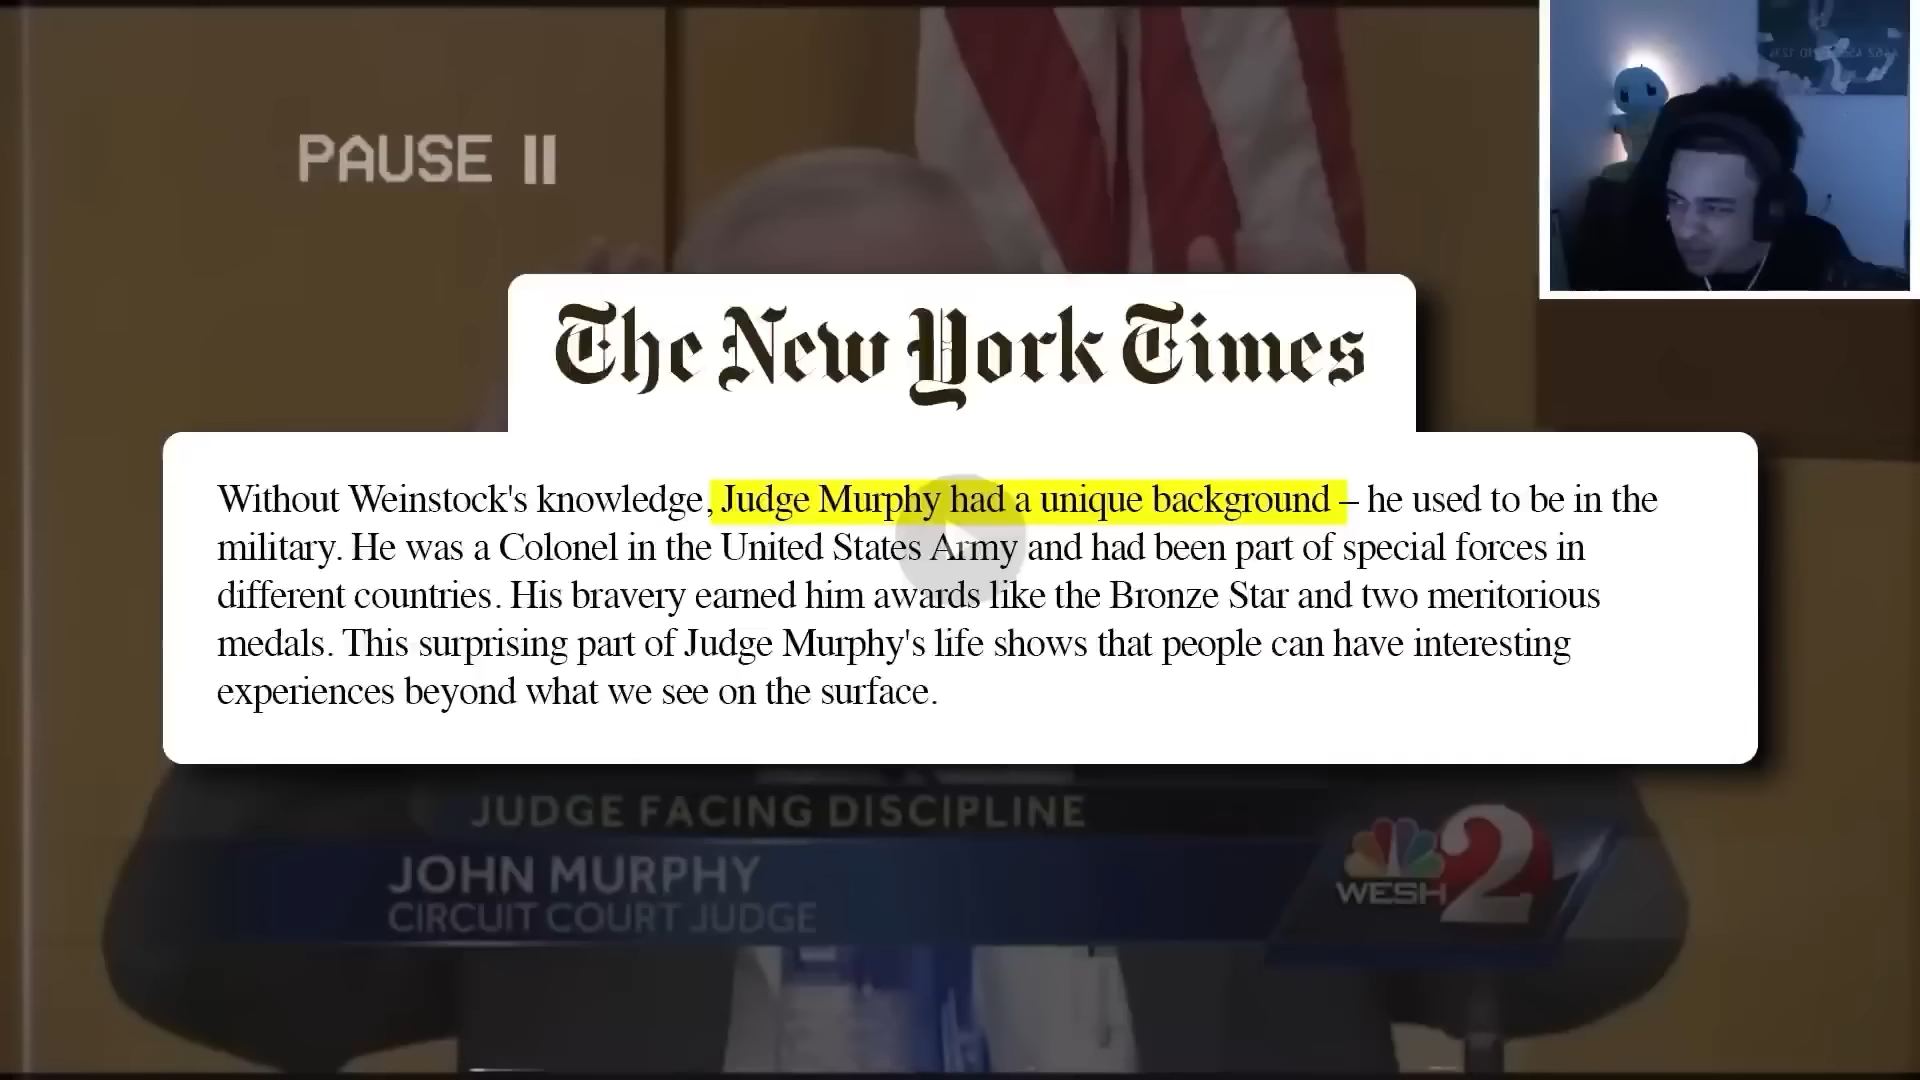 PAUSE
The New York Times
Without Weinstock's knowledge, Judge Murphy had a unique background – he used to be in the
military. He was a Colonel in the United States Army and had been part of special forces in
different countries. His bravery earned him awards like the Bronze Star and two meritorious
medals. This surprising part of Judge Murphy's life shows that people can have interesting
experiences beyond what we see on the surface.
JUDGE FACING DISCIPLINE
JOHN MURPHY
CIRCUIT COURT JUDGE
WESH 2